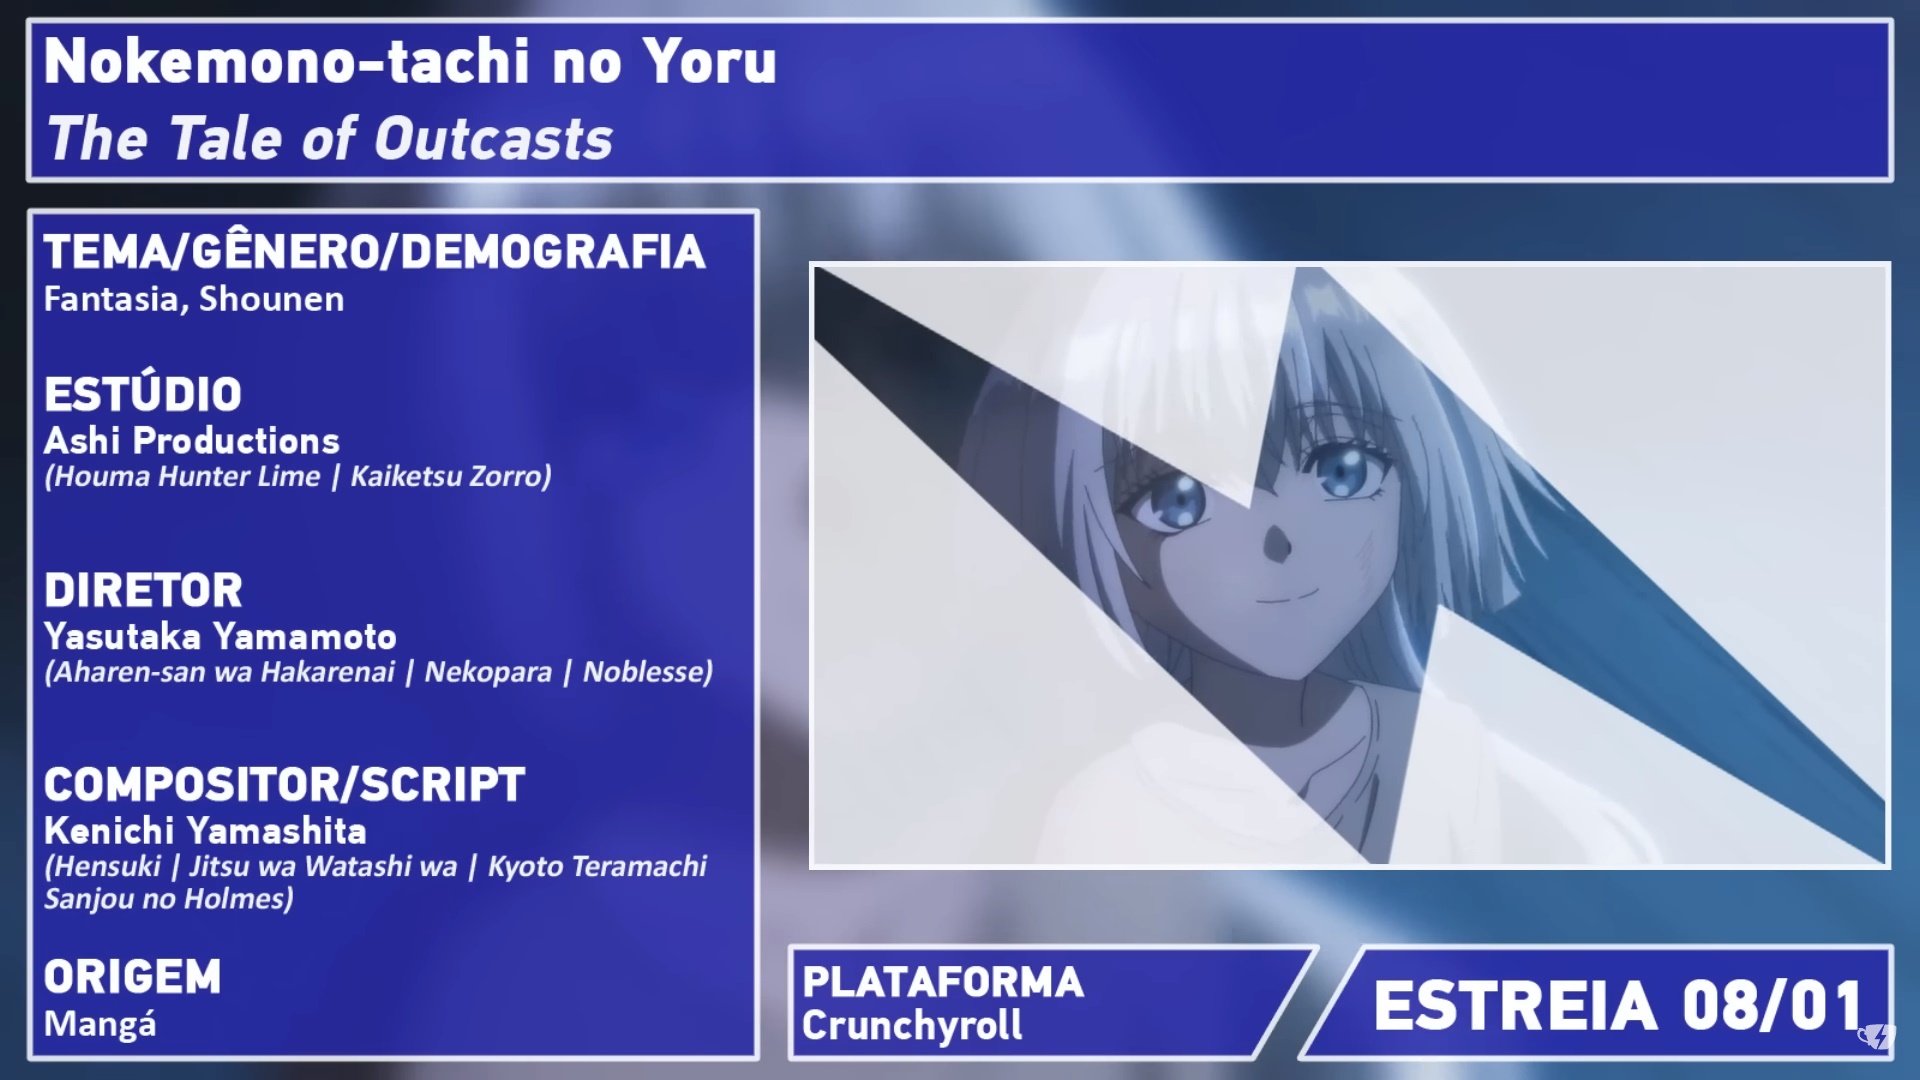 Nokemono-tachi no Yoru
The Tale of Outcasts
TEMA/GÊNERO/DEMOGRAFIA
Fantasia, Shounen
ESTÚDIO
Ashi Productions
(Houma Hunter Lime | Kaiketsu Zorro)
DIRETOR
Yasutaka Yamamoto
(Aharen-san wa Hakarenai | Nekopara | Noblesse)
COMPOSITOR/SCRIPT
Kenichi Yamashita
(Hensuki | Jitsu wa Watashi wa | Kyoto Teramachi
Sanjou no Holmes)
ORIGEM
Mangá
PLATAFORMA
Crunchyroll
ESTREIA 08/01